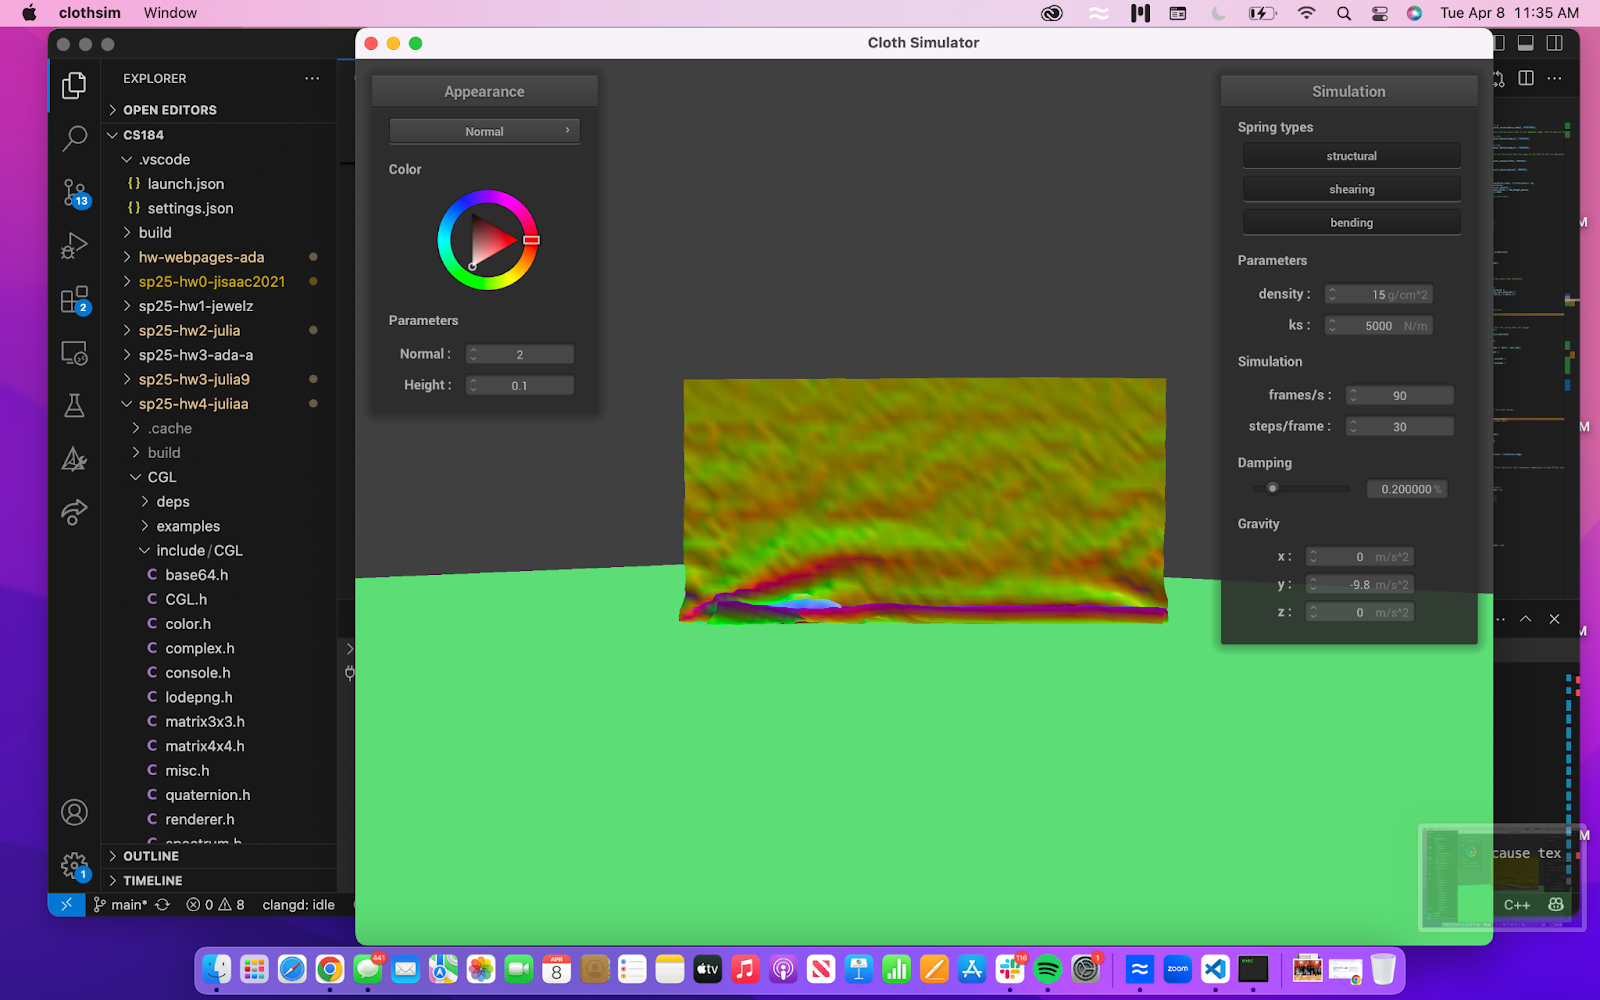 clothsim Window Tue Apr 8 11:35 AM
Cloth Simulator
EXPLORER
OPEN EDITORS
CS184
.vscode
launch.json
settings.json
build
hw-webpages-ada
sp25-hw0-jisaac2021
sp25-hw1-jewelz
sp25-hw2-julia
sp25-hw3-ada-a
sp25-hw3-julia9
sp25-hw4-juliaa
.cache
build
CGL
deps
examples
include/CGL
C base64.h
C CGL.h
C color.h
C complex.h
C console.h
C lodepng.h
C matrix3x3.h
C matrix4x4.h
C misc.h
C quaternion.h
C renderer.h
OUTLINE
TIMELINE
13
2
1
main* 0 8 clangd: idle
Appearance
Normal
Color
Parameters
Normal : 2
Height : 0.1
Simulation
Spring types
structural
shearing
bending
Parameters
density : 15 g/cm^2
ks : 5000 N/m
Simulation
frames/s : 90
steps/frame : 30
Damping
0.200000 %
Gravity
x : 0 m/s^2
y : -9.8 m/s^2
z : 0 m/s^2
cause tex
C++
441
APR
8
tv
116
1
zoom
exec